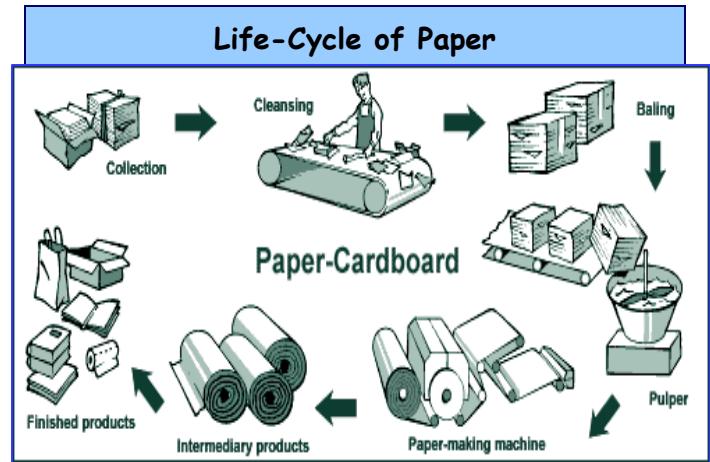 Life-Cycle of Paper
Collection
Cleansing
Baling
Paper-Cardboard
Pulper
Paper-making machine
Intermediary products
Finished products